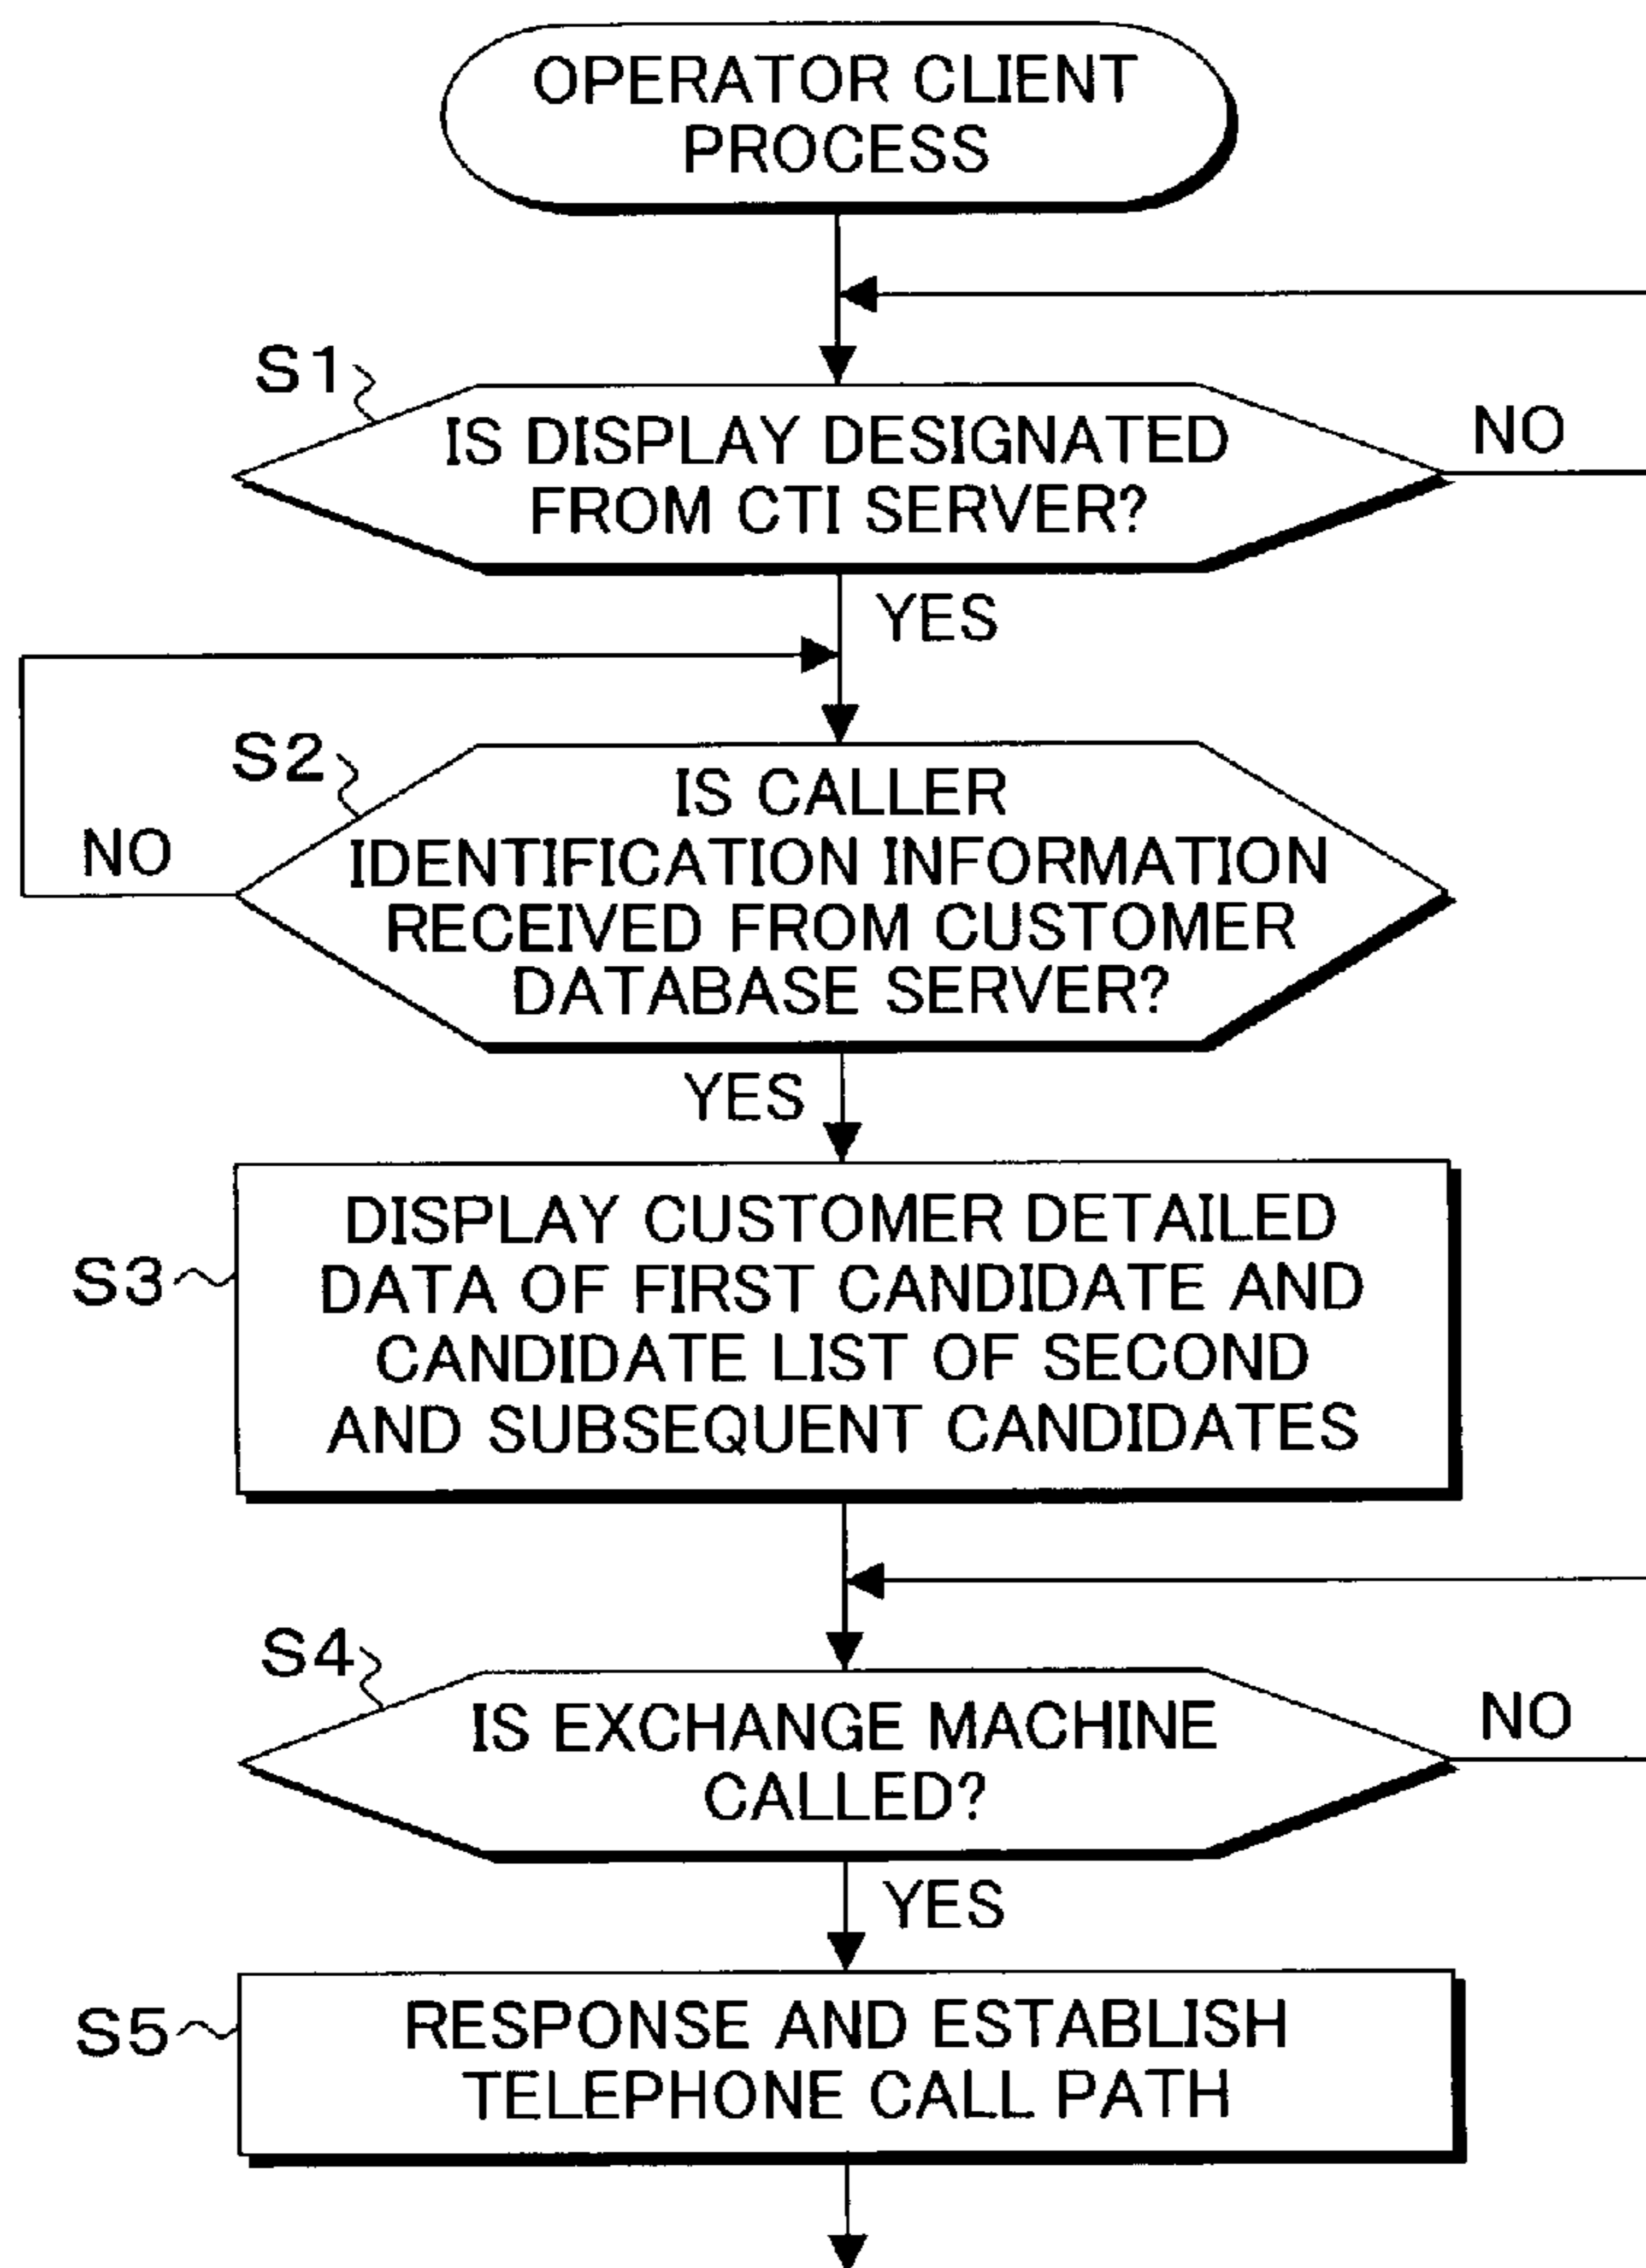 OPERATOR CLIENT
PROCESS
S1
IS DISPLAY DESIGNATED
FROM CTI SERVER?
NO
YES
S2
IS CALLER
IDENTIFICATION INFORMATION
RECEIVED FROM CUSTOMER
DATABASE SERVER?
NO
YES
S3
DISPLAY CUSTOMER DETAILED
DATA OF FIRST CANDIDATE AND
CANDIDATE LIST OF SECOND
AND SUBSEQUENT CANDIDATES
S4
IS EXCHANGE MACHINE
CALLED?
NO
YES
S5
RESPONSE AND ESTABLISH
TELEPHONE CALL PATH